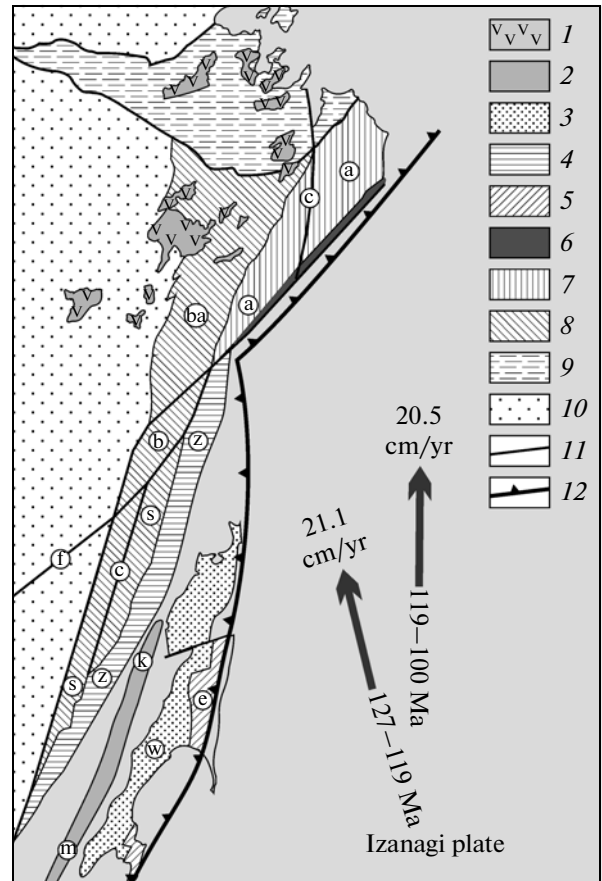 V V V V 1
2
3
4
5
6
7
8
9
10
11
12
V V
V V
V
V
V V
V
V
V
V
V V V V
V V
V
V V
V
c
a
a
ba
b
z
s
f
c
z
s
k
e
w
m
20.5
cm/yr
21.1
cm/yr
119–100 Ma
127–119 Ma
Izanagi plate